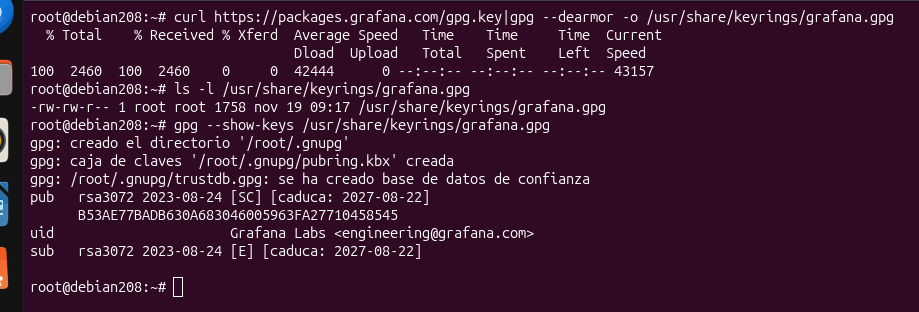 root@debian208:~# curl https://packages.grafana.com/gpg.key|gpg --dearmor -o /usr/share/keyrings/grafana.gpg
  % Total    % Received % Xferd  Average Speed   Time    Time     Time  Current
                                 Dload  Upload   Total   Spent    Left  Speed
100  2460  100  2460    0     0  42444      0 --:--:-- --:--:-- --:--:-- 43157
root@debian208:~# ls -l /usr/share/keyrings/grafana.gpg
-rw-rw-r-- 1 root root 1758 nov 19 09:17 /usr/share/keyrings/grafana.gpg
root@debian208:~# gpg --show-keys /usr/share/keyrings/grafana.gpg
gpg: creado el directorio '/root/.gnupg'
gpg: caja de claves '/root/.gnupg/pubring.kbx' creada
gpg: /root/.gnupg/trustdb.gpg: se ha creado base de datos de confianza
pub   rsa3072 2023-08-24 [SC] [caduca: 2027-08-22]
      B53AE77BADB630A683046005963FA27710458545
uid                      Grafana Labs <engineering@grafana.com>
sub   rsa3072 2023-08-24 [E] [caduca: 2027-08-22]
root@debian208:~#